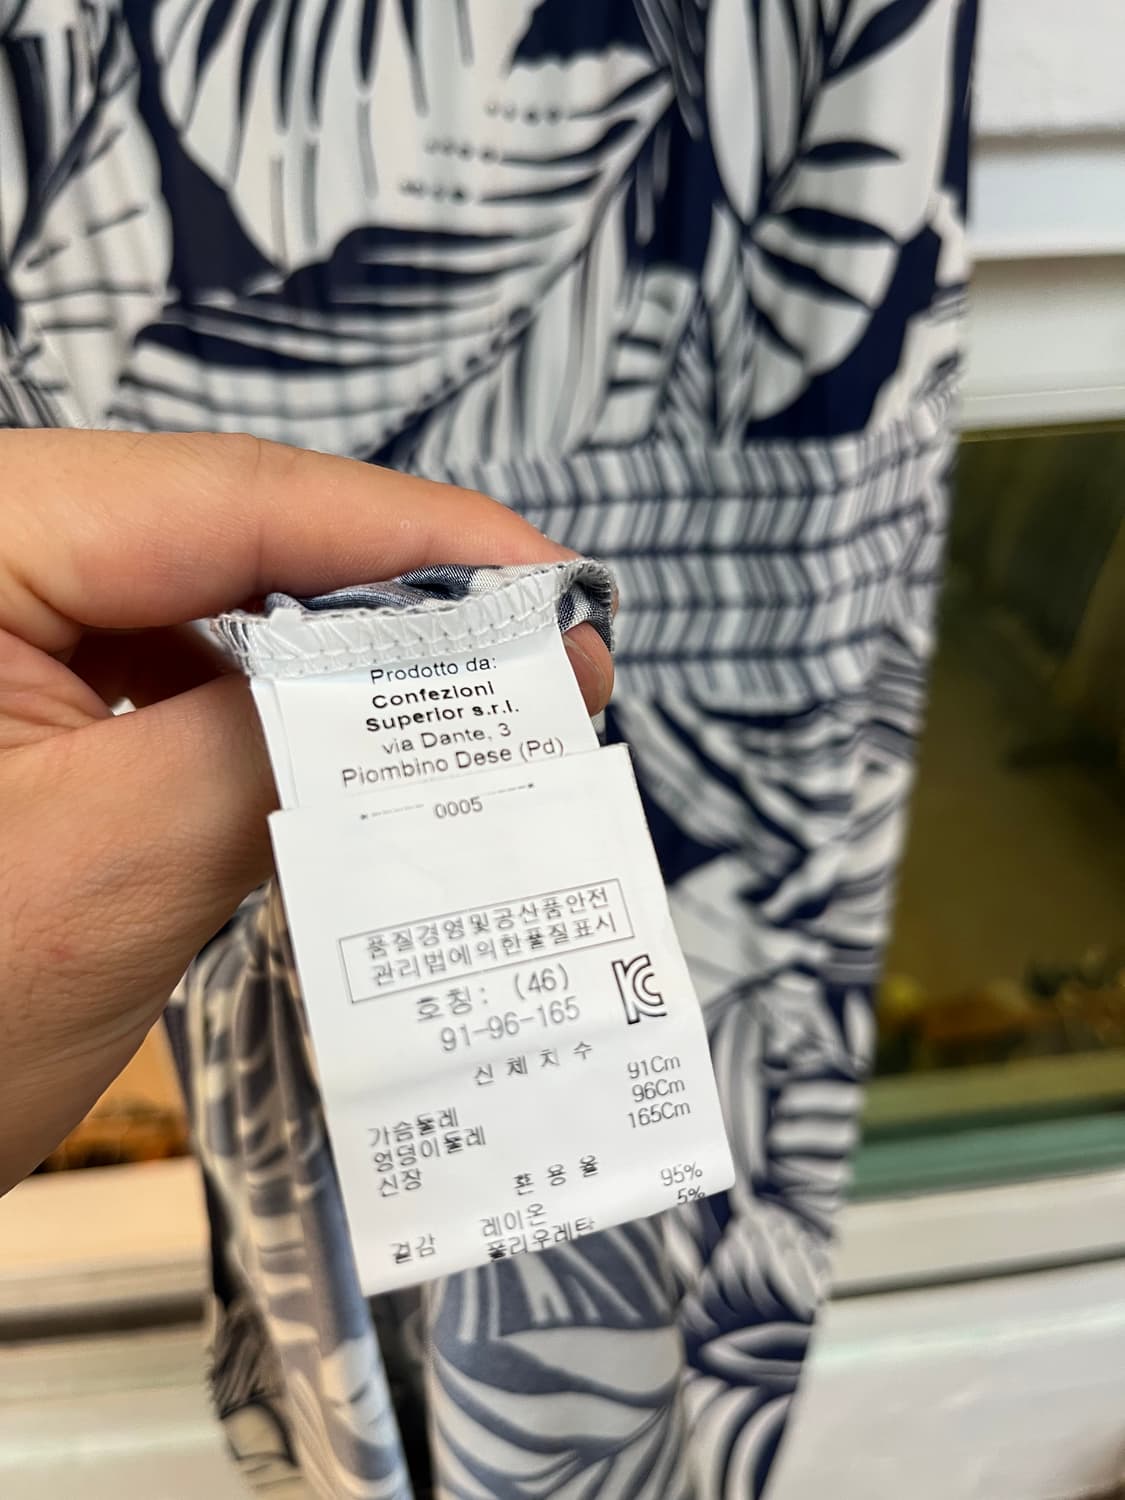 Prodotto da:
Confezioni
Superior s.r.l.
via Dante, 3
Piombino Dese (Pd)
0005
품질경영및공산품안전
관리법에의한품질표시
호칭: (46)
91-96-165
신체치수
가슴둘레 91Cm
엉덩이둘레 96Cm
신장 165Cm
혼용율
겉감 레이온 95%
폴리우레탄 5%